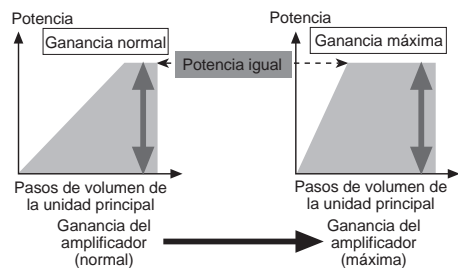 Potencia
Ganancia normal
Potencia igual
Potencia
Ganancia máxima
Pasos de volumen de
la unidad principal
Pasos de volumen de
la unidad principal
Ganancia del
amplificador
(normal)
Ganancia del
amplificador
(máxima)